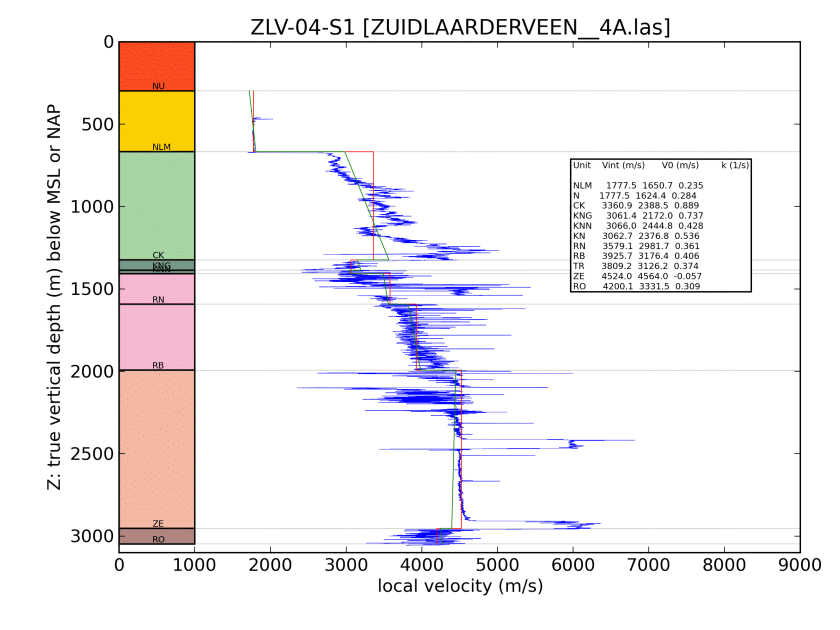 ZLV-04-S1 [ZUIDLAARDERVEEN__4A.las]
Z: true vertical depth (m) below MSL or NAP
0
500
1000
1500
2000
2500
3000
NU
NLM
CK
KNG
KNN
RN
RB
ZE
RO
Unit Vint (m/s) V0 (m/s) k (1/s)
NLM 1777.5 1650.7 0.235
N 1777.5 1624.4 0.284
CK 3360.9 2388.5 0.889
KNG 3061.4 2172.0 0.737
KNN 3066.0 2444.8 0.428
KN 3062.7 2376.8 0.536
RN 3579.1 2981.7 0.361
RB 3925.7 3176.4 0.406
TR 3809.2 3126.2 0.374
ZE 4524.0 4564.0 -0.057
RO 4200.1 3331.5 0.309
0 1000 2000 3000 4000 5000 6000 7000 8000 9000
local velocity (m/s)